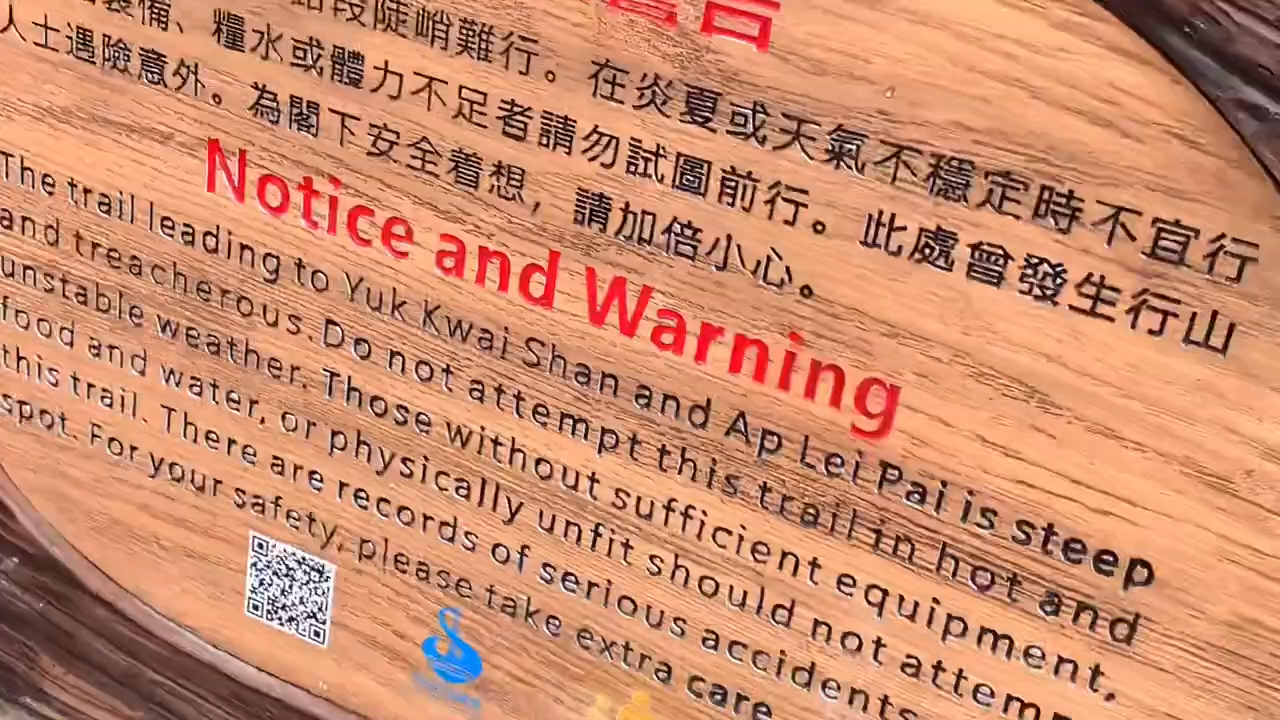 警告
路段陡峭難行。在炎夏或天氣不穩定時不宜行
裝備、糧水或體力不足者請勿試圖前行。此處曾發生行山
人士遇險意外。為閣下安全着想，請加倍小心。
Notice and Warning
The trail leading to Yuk Kwai Shan and Ap Lei Pai is steep
and treacherous. Do not attempt this trail in hot and
unstable weather. Those without sufficient equipment,
food and water, or physically unfit should not
this trail. There are records of serious accidents
spot. For your safety, please take extra care